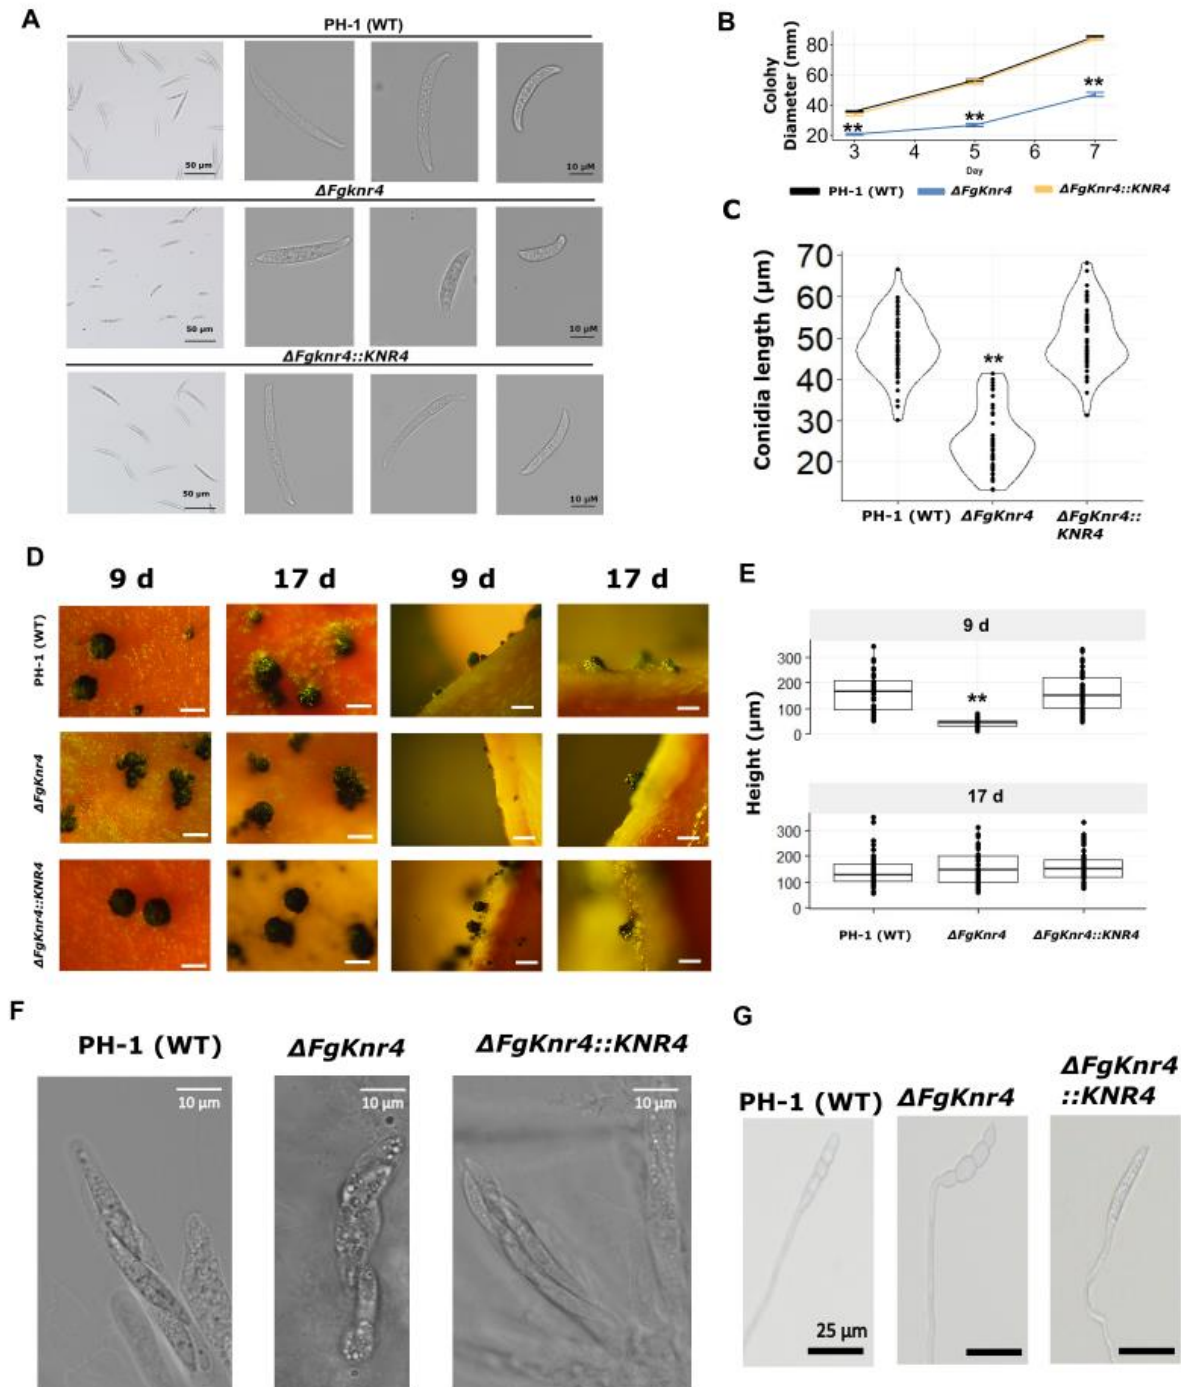 A
PH-1 (WT)
50 μm
10 μM
ΔFgknr4
50 μm
10 μM
ΔFgknr4::KNR4
50 μm
10 μM
B
Colohy
Diameter (mm)
80
60
40
20
** ** **
3 4 5 6 7
Day
PH-1 (WT) ΔFgKnr4 ΔFgKnr4::KNR4
C
Conidia length (μm)
70
60
50
40
30
20
**
PH-1 (WT) ΔFgKnr4 ΔFgKnr4::
KNR4
D
9 d 17 d 9 d 17 d
PH-1 (WT)
ΔFgKnr4
ΔFgKnr4::KNR4
E
Height (μm)
9 d
300
200
100
0
**
17 d
300
200
100
0
PH-1 (WT) ΔFgKnr4 ΔFgKnr4::KNR4
F
PH-1 (WT) ΔFgKnr4 ΔFgKnr4::KNR4
10 μm 10 μm 10 μm
G
PH-1 (WT) ΔFgKnr4 ΔFgKnr4
::KNR4
25 μm